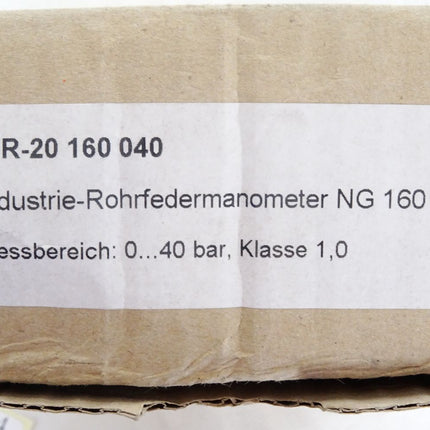 R-20 160 040
dustrie-Rohrfedermanometer NG 160
essbereich: 0...40 bar, Klasse 1,0